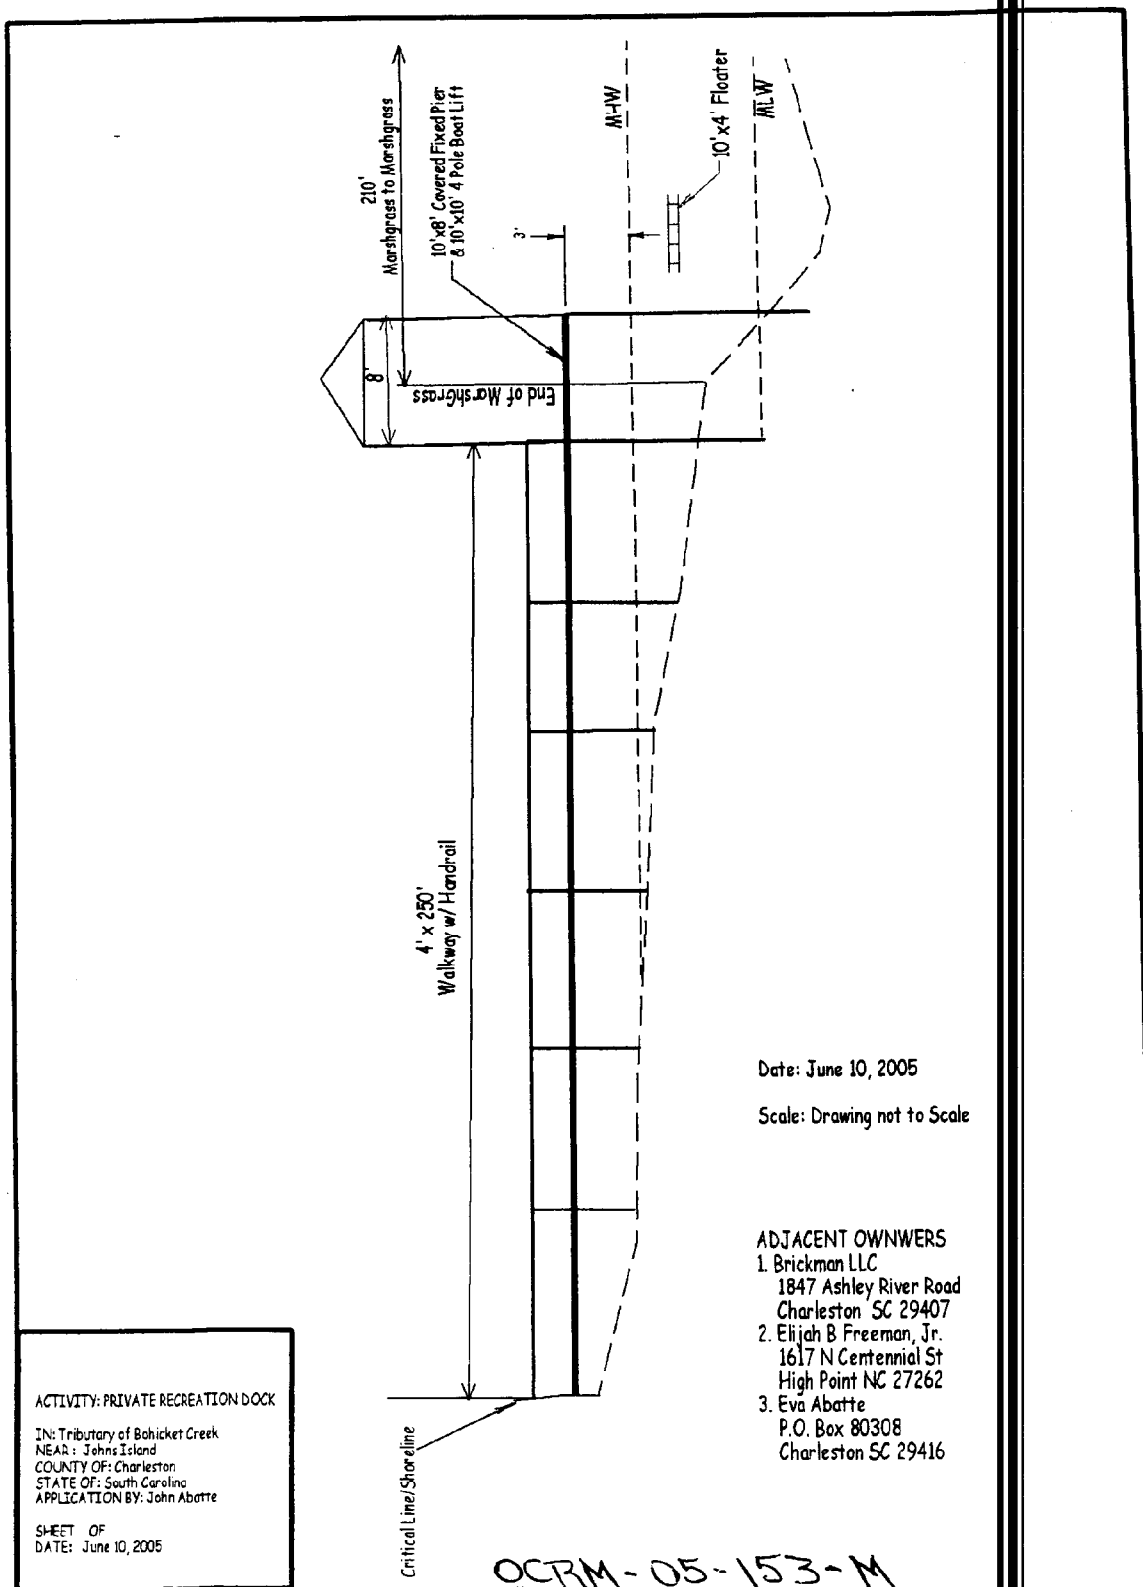 210'
Marshgrass to Marshgrass
10'x8' Covered Fixed Pier
& 10'x10' 4 Pole Boat Lift
MHW
10'x4' Floater
MLW
3'
8'
End of MarshGrass
4' x 250'
Walkway w/ Handrail
Date: June 10, 2005
Scale: Drawing not to Scale
ADJACENT OWNWERS
1. Brickman LLC
1847 Ashley River Road
Charleston SC 29407
2. Elijah B Freeman, Jr.
1617 N Centennial St
High Point NC 27262
3. Eva Abatte
P.O. Box 80308
Charleston SC 29416
Critical Line/Shoreline
ACTIVITY: PRIVATE RECREATION DOCK
IN: Tributary of Bohicket Creek
NEAR: Johns Island
COUNTY OF: Charleston
STATE OF: South Carolina
APPLICATION BY: John Abatte
SHEET OF
DATE: June 10, 2005
OCRM-05-153-M